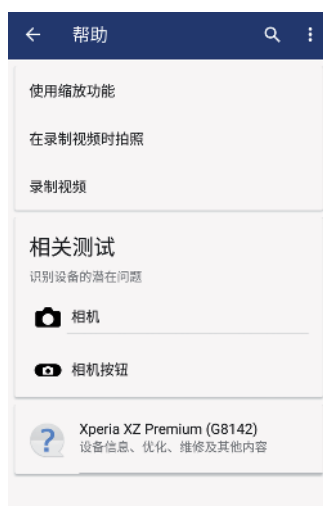 帮助
使用缩放功能
在录制视频时拍照
录制视频
相关测试
识别设备的潜在问题
相机
相机按钮
Xperia XZ Premium (G8142)
设备信息、优化、维修及其他内容